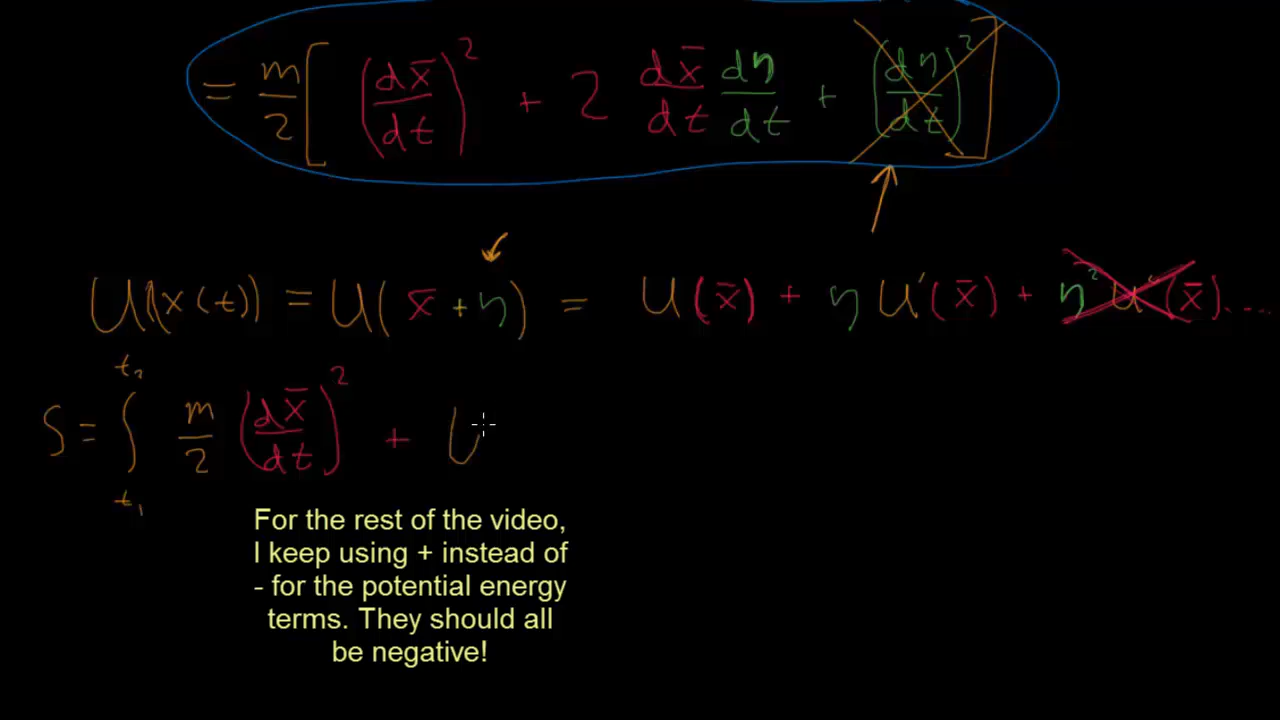 = m/2 [ (dx̄/dt)² + 2 dx̄/dt dη/dt + (dη/dt)² ]
U(x(t)) = U(x̄ + η) = U(x̄) + η U'(x̄) + η² U''(x̄) ....
S = ∫ t₁ t₂ m/2 (dx̄/dt)² + U
For the rest of the video,
I keep using + instead of
- for the potential energy
terms. They should all
be negative!